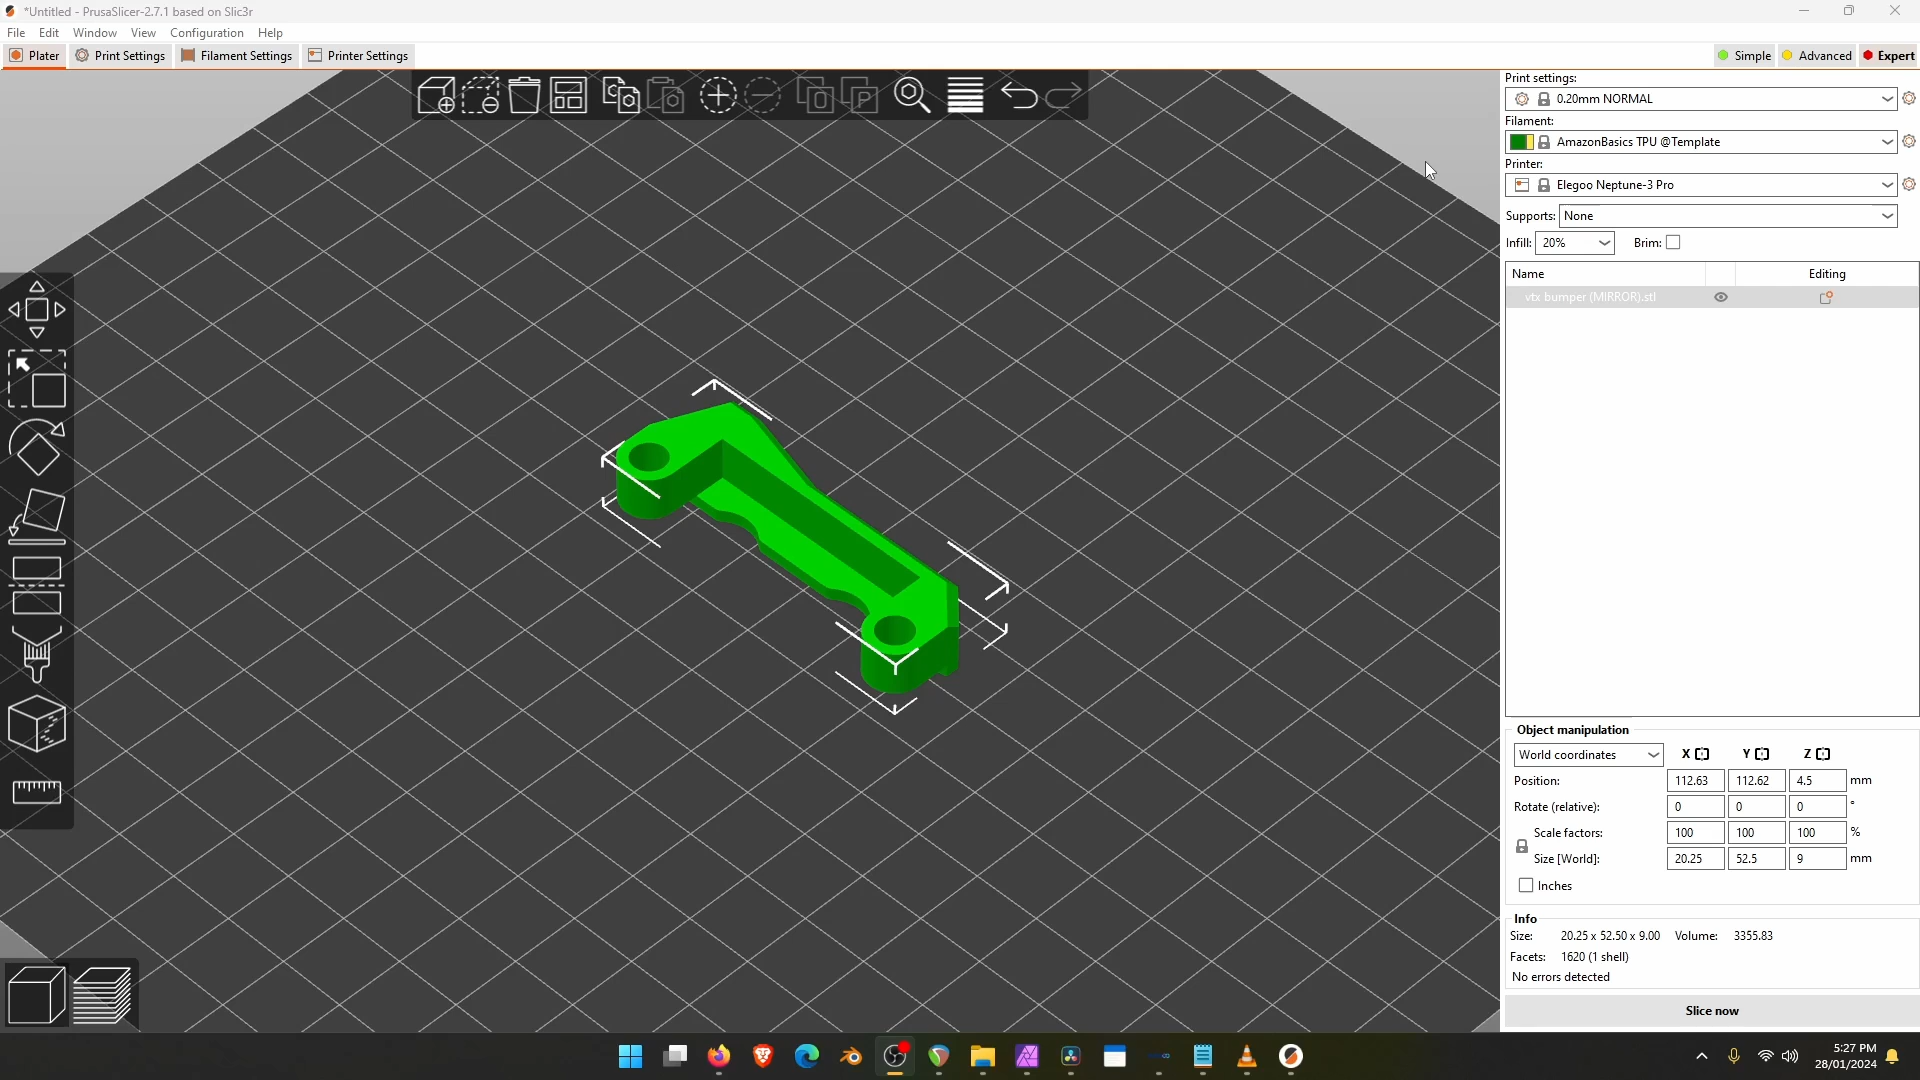 *Untitled - PrusaSlicer-2.7.1 based on Slic3r
File Edit Window View Configuration Help
Plater Print Settings Filament Settings Printer Settings
Simple Advanced Expert
Print settings:
0.20mm NORMAL
Filament:
AmazonBasics TPU @Template
Printer:
Elegoo Neptune-3 Pro
Supports: None
Infill: 20% Brim:
Name Editing
vtx bumper (MIRROR).stl
Object manipulation
World coordinates X Y Z
Position: 112.63 112.62 4.5 mm
Rotate (relative): 0 0 0 °
Scale factors: 100 100 100 %
Size [World]: 20.25 52.5 9 mm
Inches
Info
Size: 20.25 x 52.50 x 9.00 Volume: 3355.83
Facets: 1620 (1 shell)
No errors detected
Slice now
5:27 PM
28/01/2024